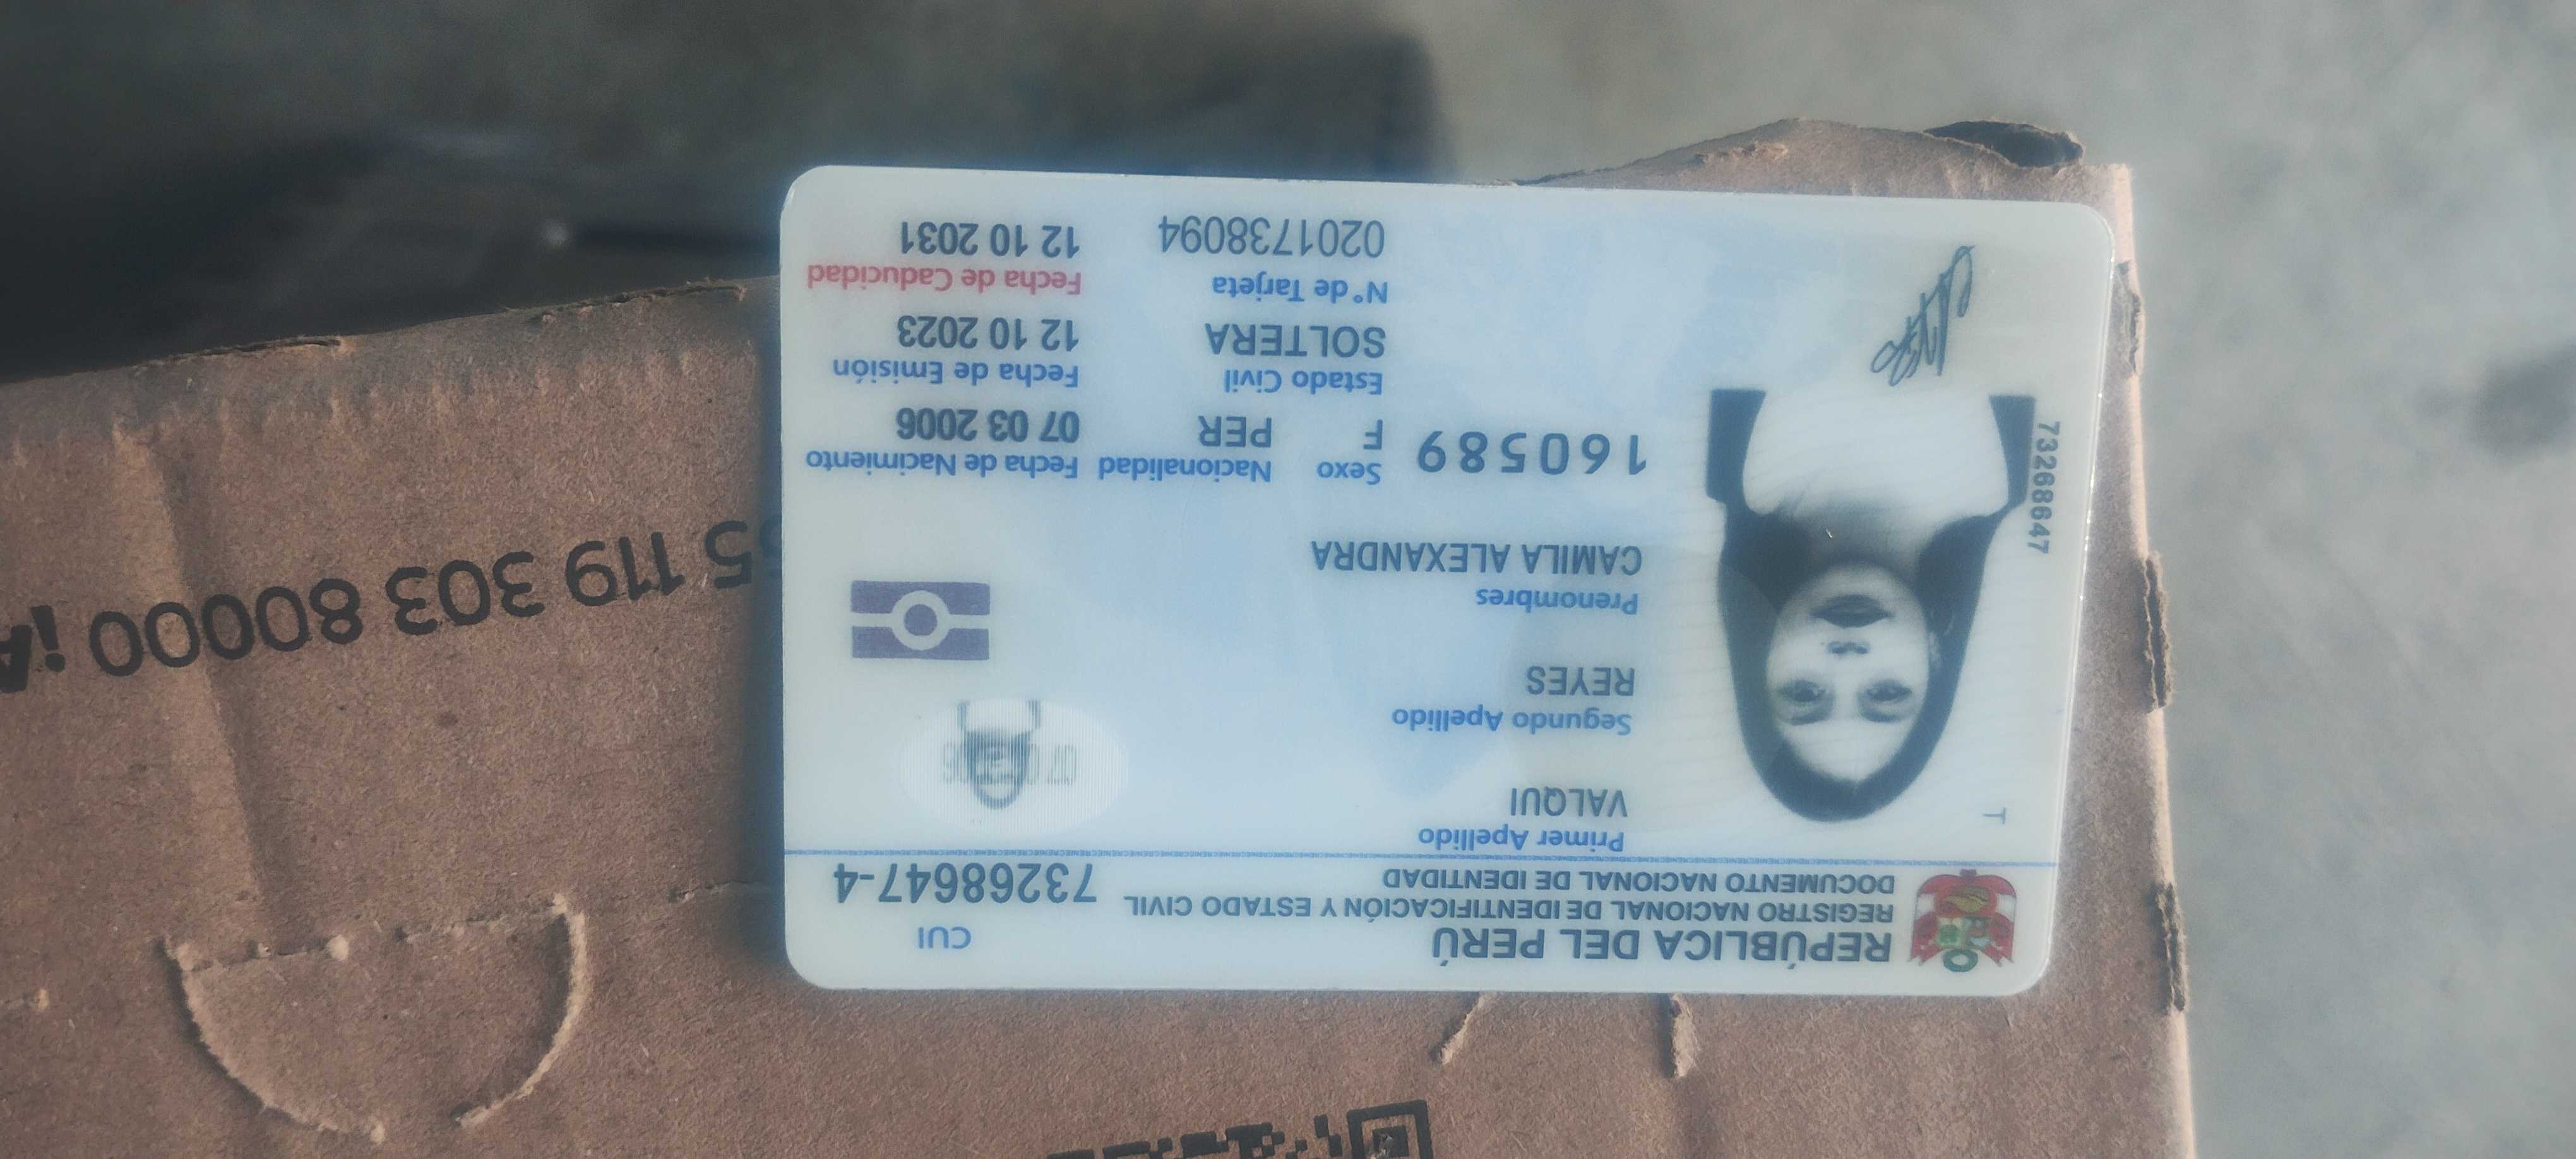 REPÚBLICA DEL PERÚ
REGISTRO NACIONAL DE IDENTIFICACIÓN Y ESTADO CIVIL
DOCUMENTO NACIONAL DE IDENTIDAD
CUI
73268647-4
Primer Apellido
VALQUI
Segundo Apellido
REYES
Prenombres
CAMILA ALEXANDRA
T
73268647
160589
Sexo Nacionalidad Fecha de Nacimiento
F PER 07 03 2006
Estado Civil Fecha de Emisión
SOLTERA 12 10 2023
N° de Tarjeta Fecha de Caducidad
0201738094 12 10 2031
5 119 303 80000 ¡A